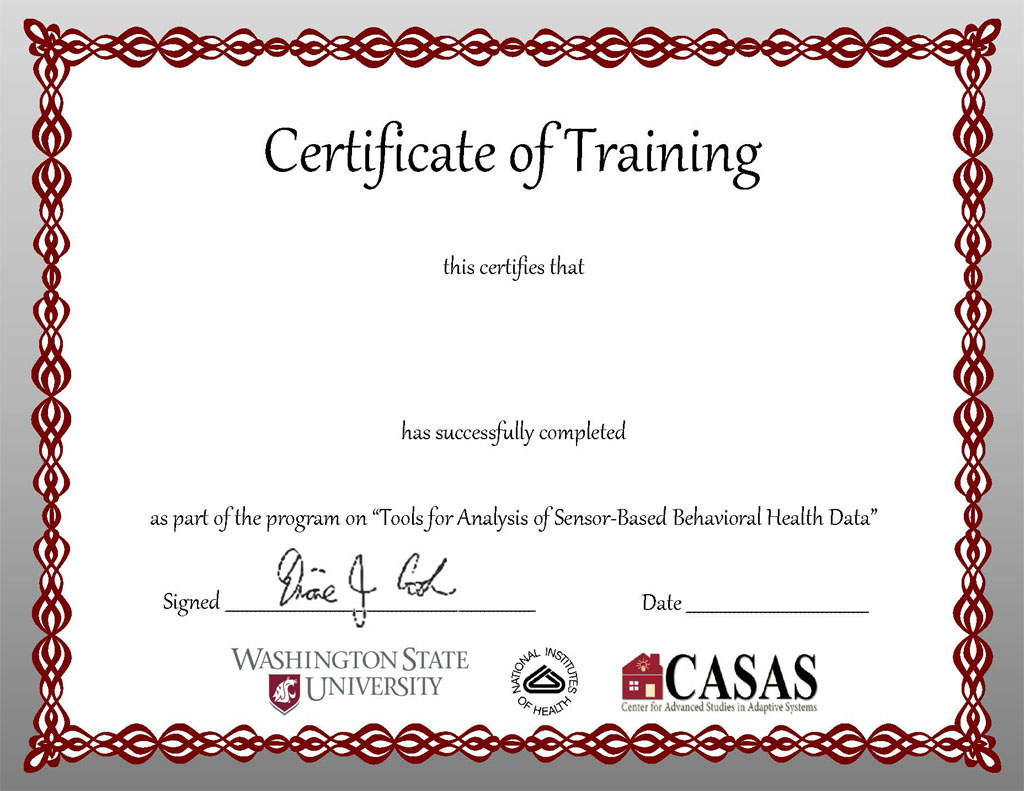 Certificate of Training
this certifies that
has successfully completed
as part of the program on “Tools for Analysis of Sensor-Based Behavioral Health Data”
Diane J Cook
Signed
Date
WASHINGTON STATE
UNIVERSITY
NATIONAL INSTITUTES
OF HEALTH
CASAS
Center for Advanced Studies in Adaptive Systems